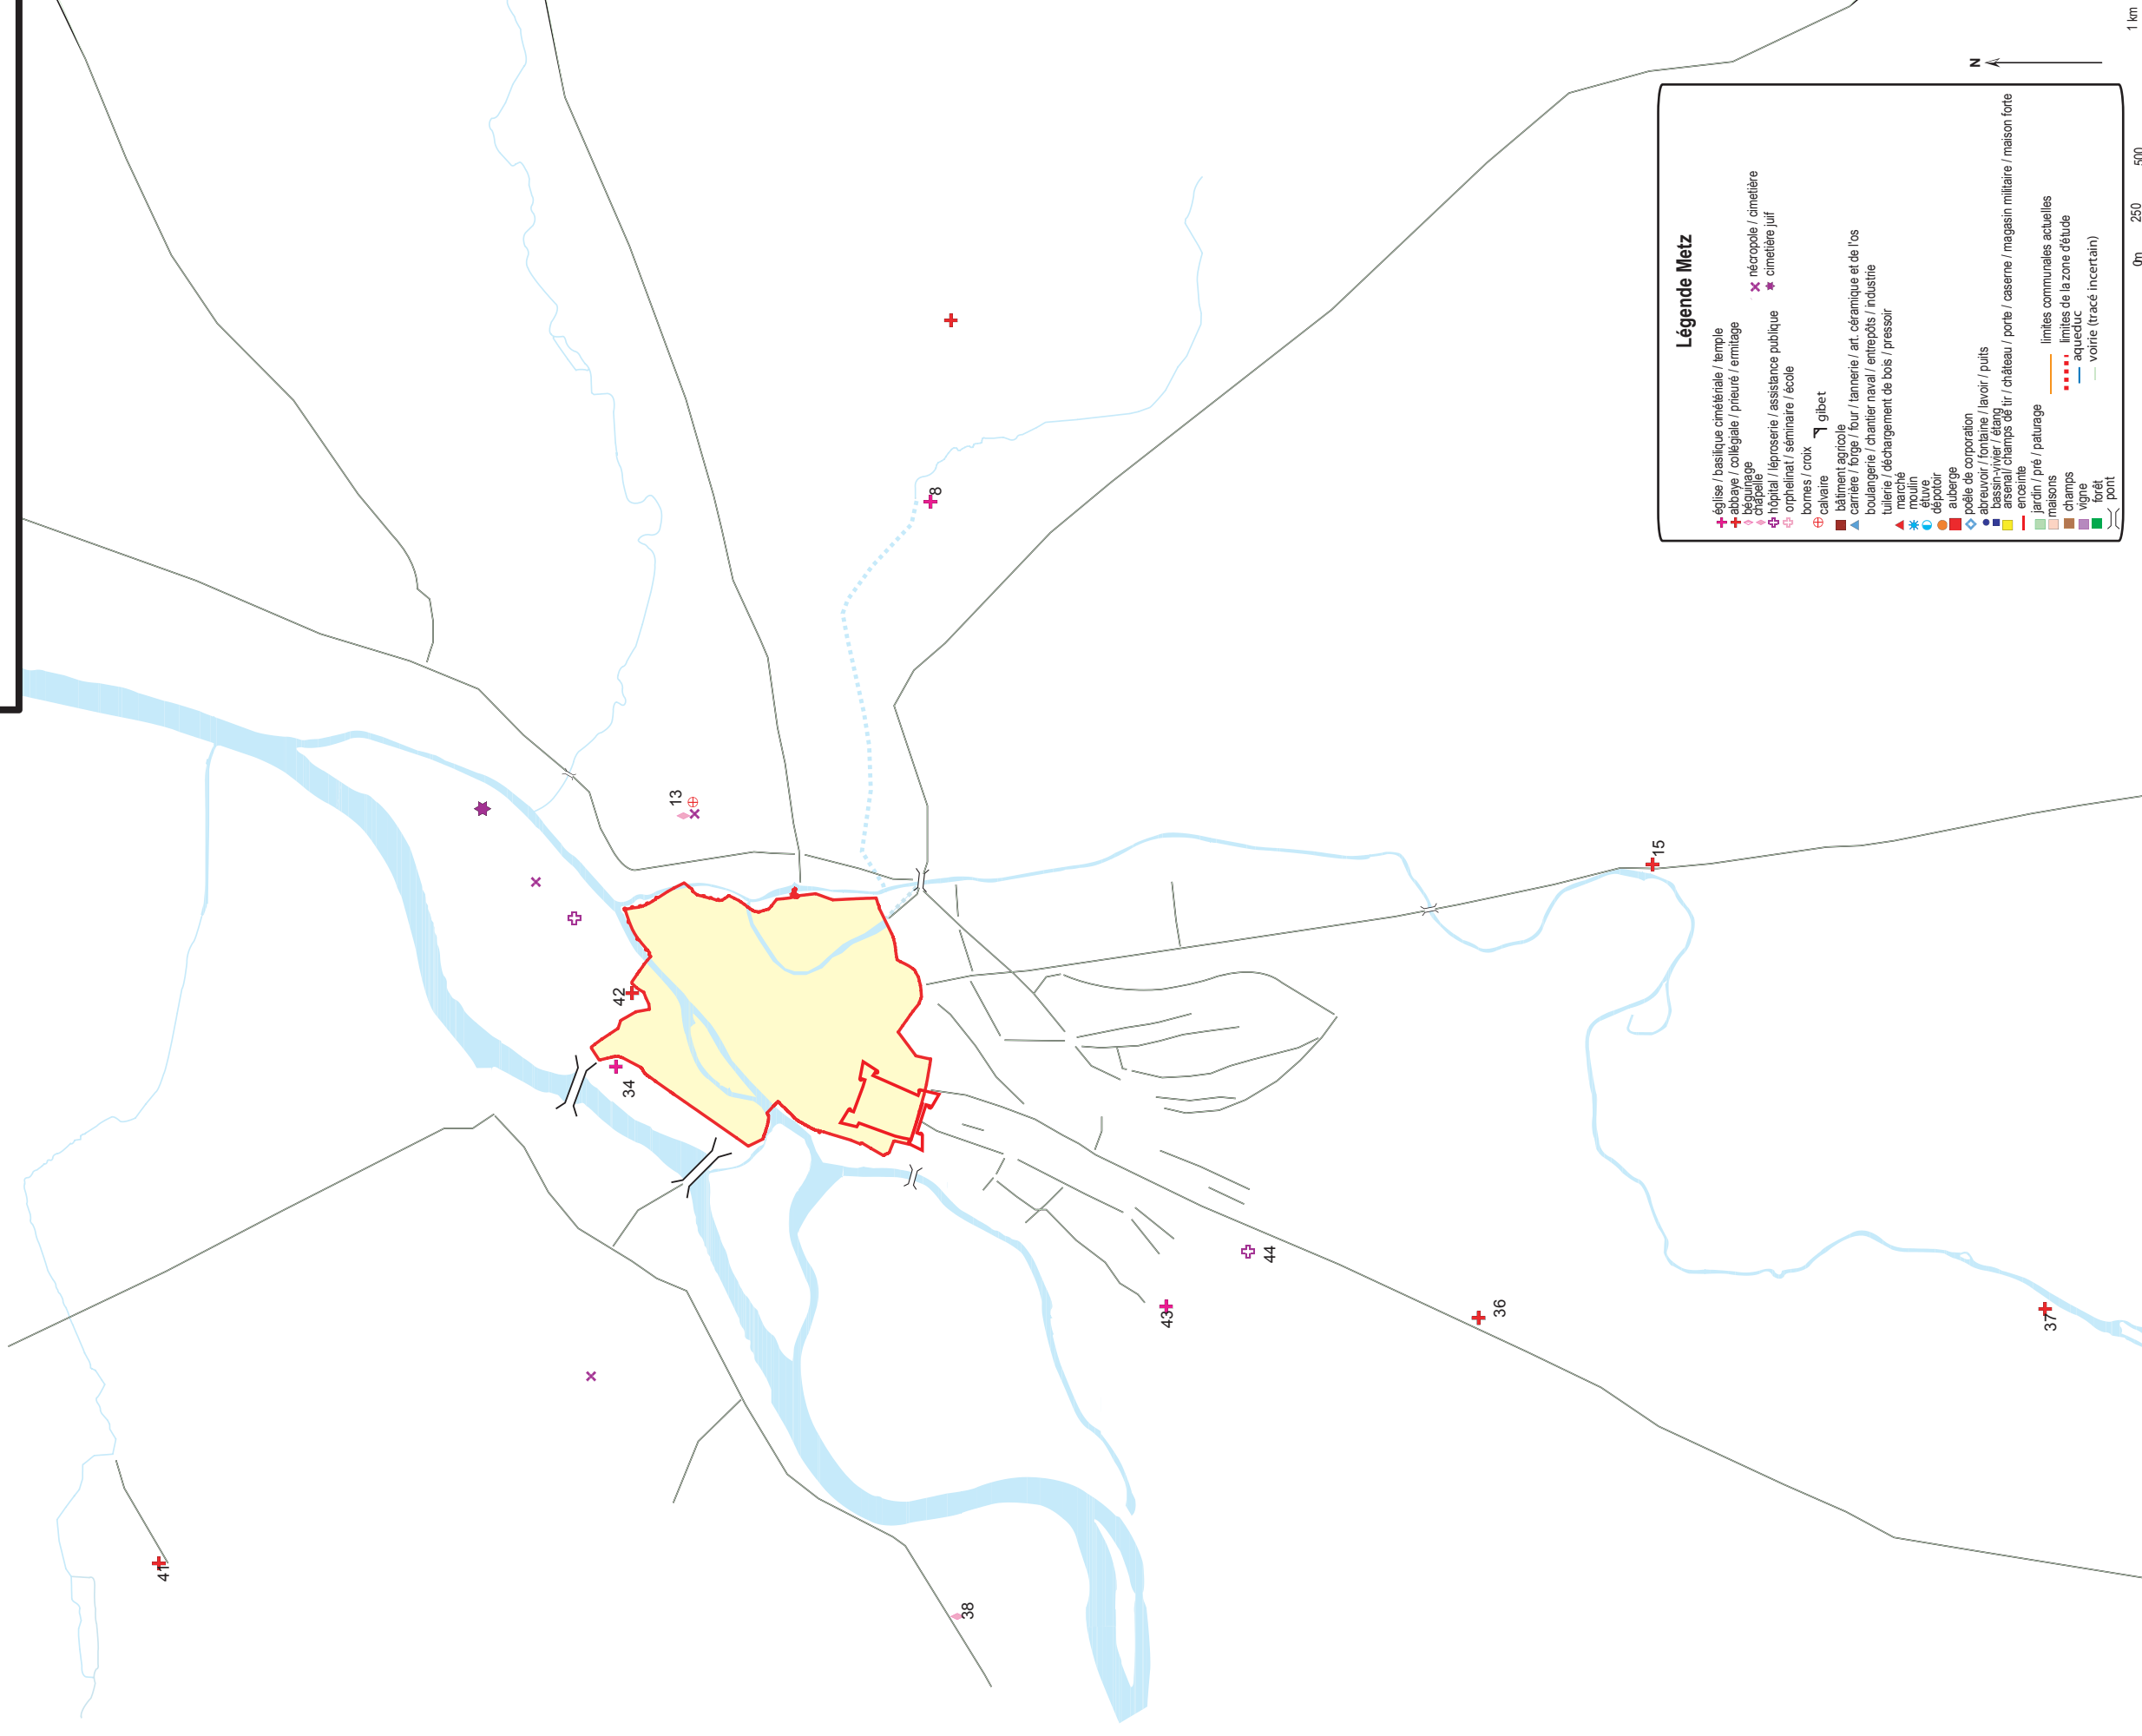 41
38
13
42
34
8
43
44
36
15
37
N
Légende Metz
église / basilique cimétériale / temple
abbaye / collégiale / prieuré / ermitage
béguinage
chapelle
nécropole / cimetière
hôpital / léproserie / assistance publique
cimetière juif
orphelinat / séminaire / école
bornes / croix
calvaire
gibet
bâtiment agricole
carrière / forge / four / tannerie / art. céramique et de l'os
boulangerie / chantier naval / entrepôts / industrie
tuilerie / déchargement de bois / pressoir
marché
moulin
étuve
dépotoir
auberge
poêle de corporation
abreuvoir / fontaine / lavoir / puits
bassin-vivier / étang
arsenal/ champs de tir / château / porte / caserne / magasin militaire / maison forte
enceinte
jardin / pré / paturage
maisons
champs
vigne
forêt
pont
limites communales actuelles
limites de la zone d'étude
aqueduc
voirie (tracé incertain)
0m 250 500 1 km